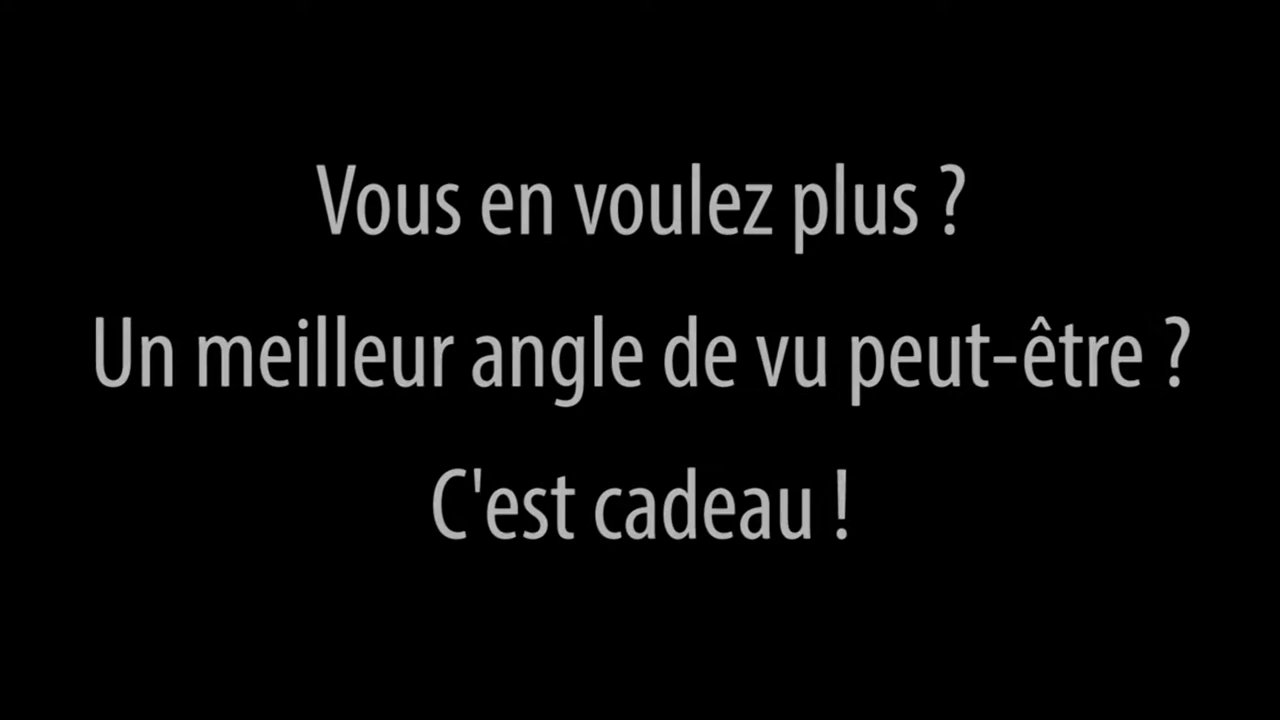 Vous en voulez plus ?
Un meilleur angle de vu peut-être ?
C'est cadeau !